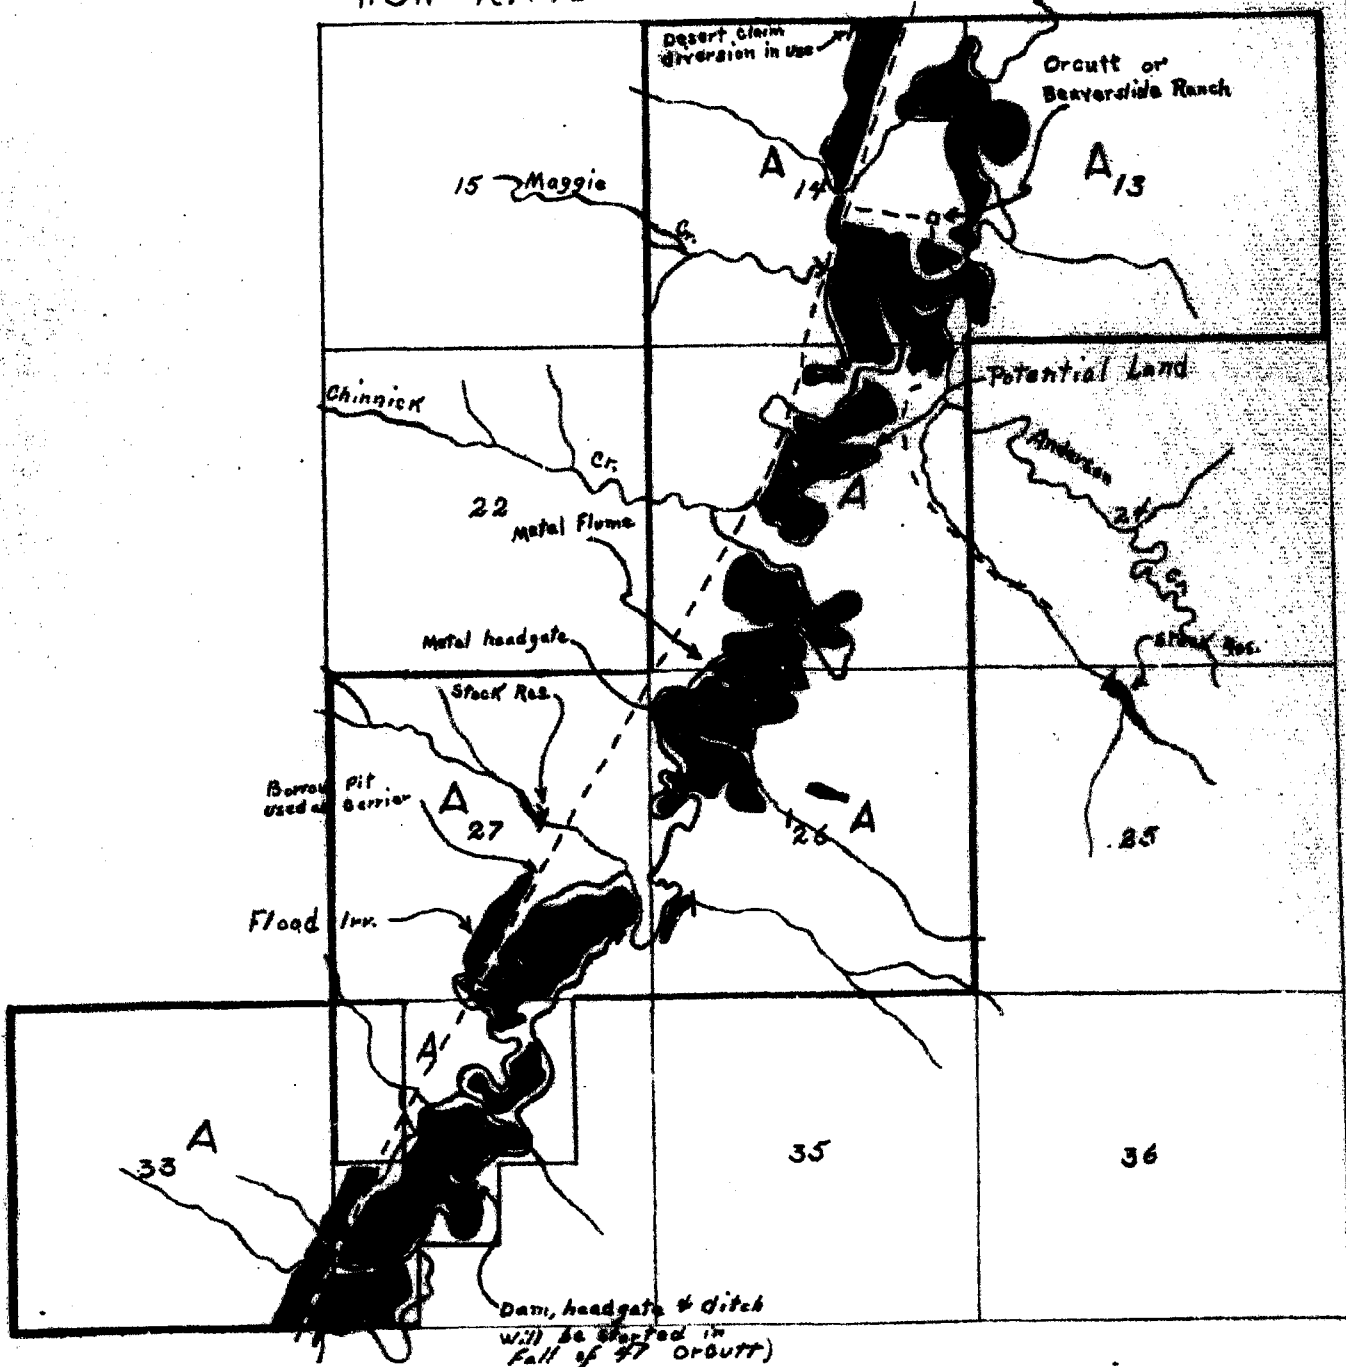 Desert claim
diversion in use
Orcutt or
Beaverslide Ranch
A
14
A
13
15
Maggie
Cr.
Potential Land
Chinnick
Cr.
22
A
Anderson
24
Cr.
Metal Flume
Metal headgate
Stock Res.
Stock Res.
Borrow Pit
used as Barrier
A
27
26
A
25
Flood Irr.
A
A
33
35
36
Dam, headgate & ditch
will be started in
Fall of 47 Orcutt)